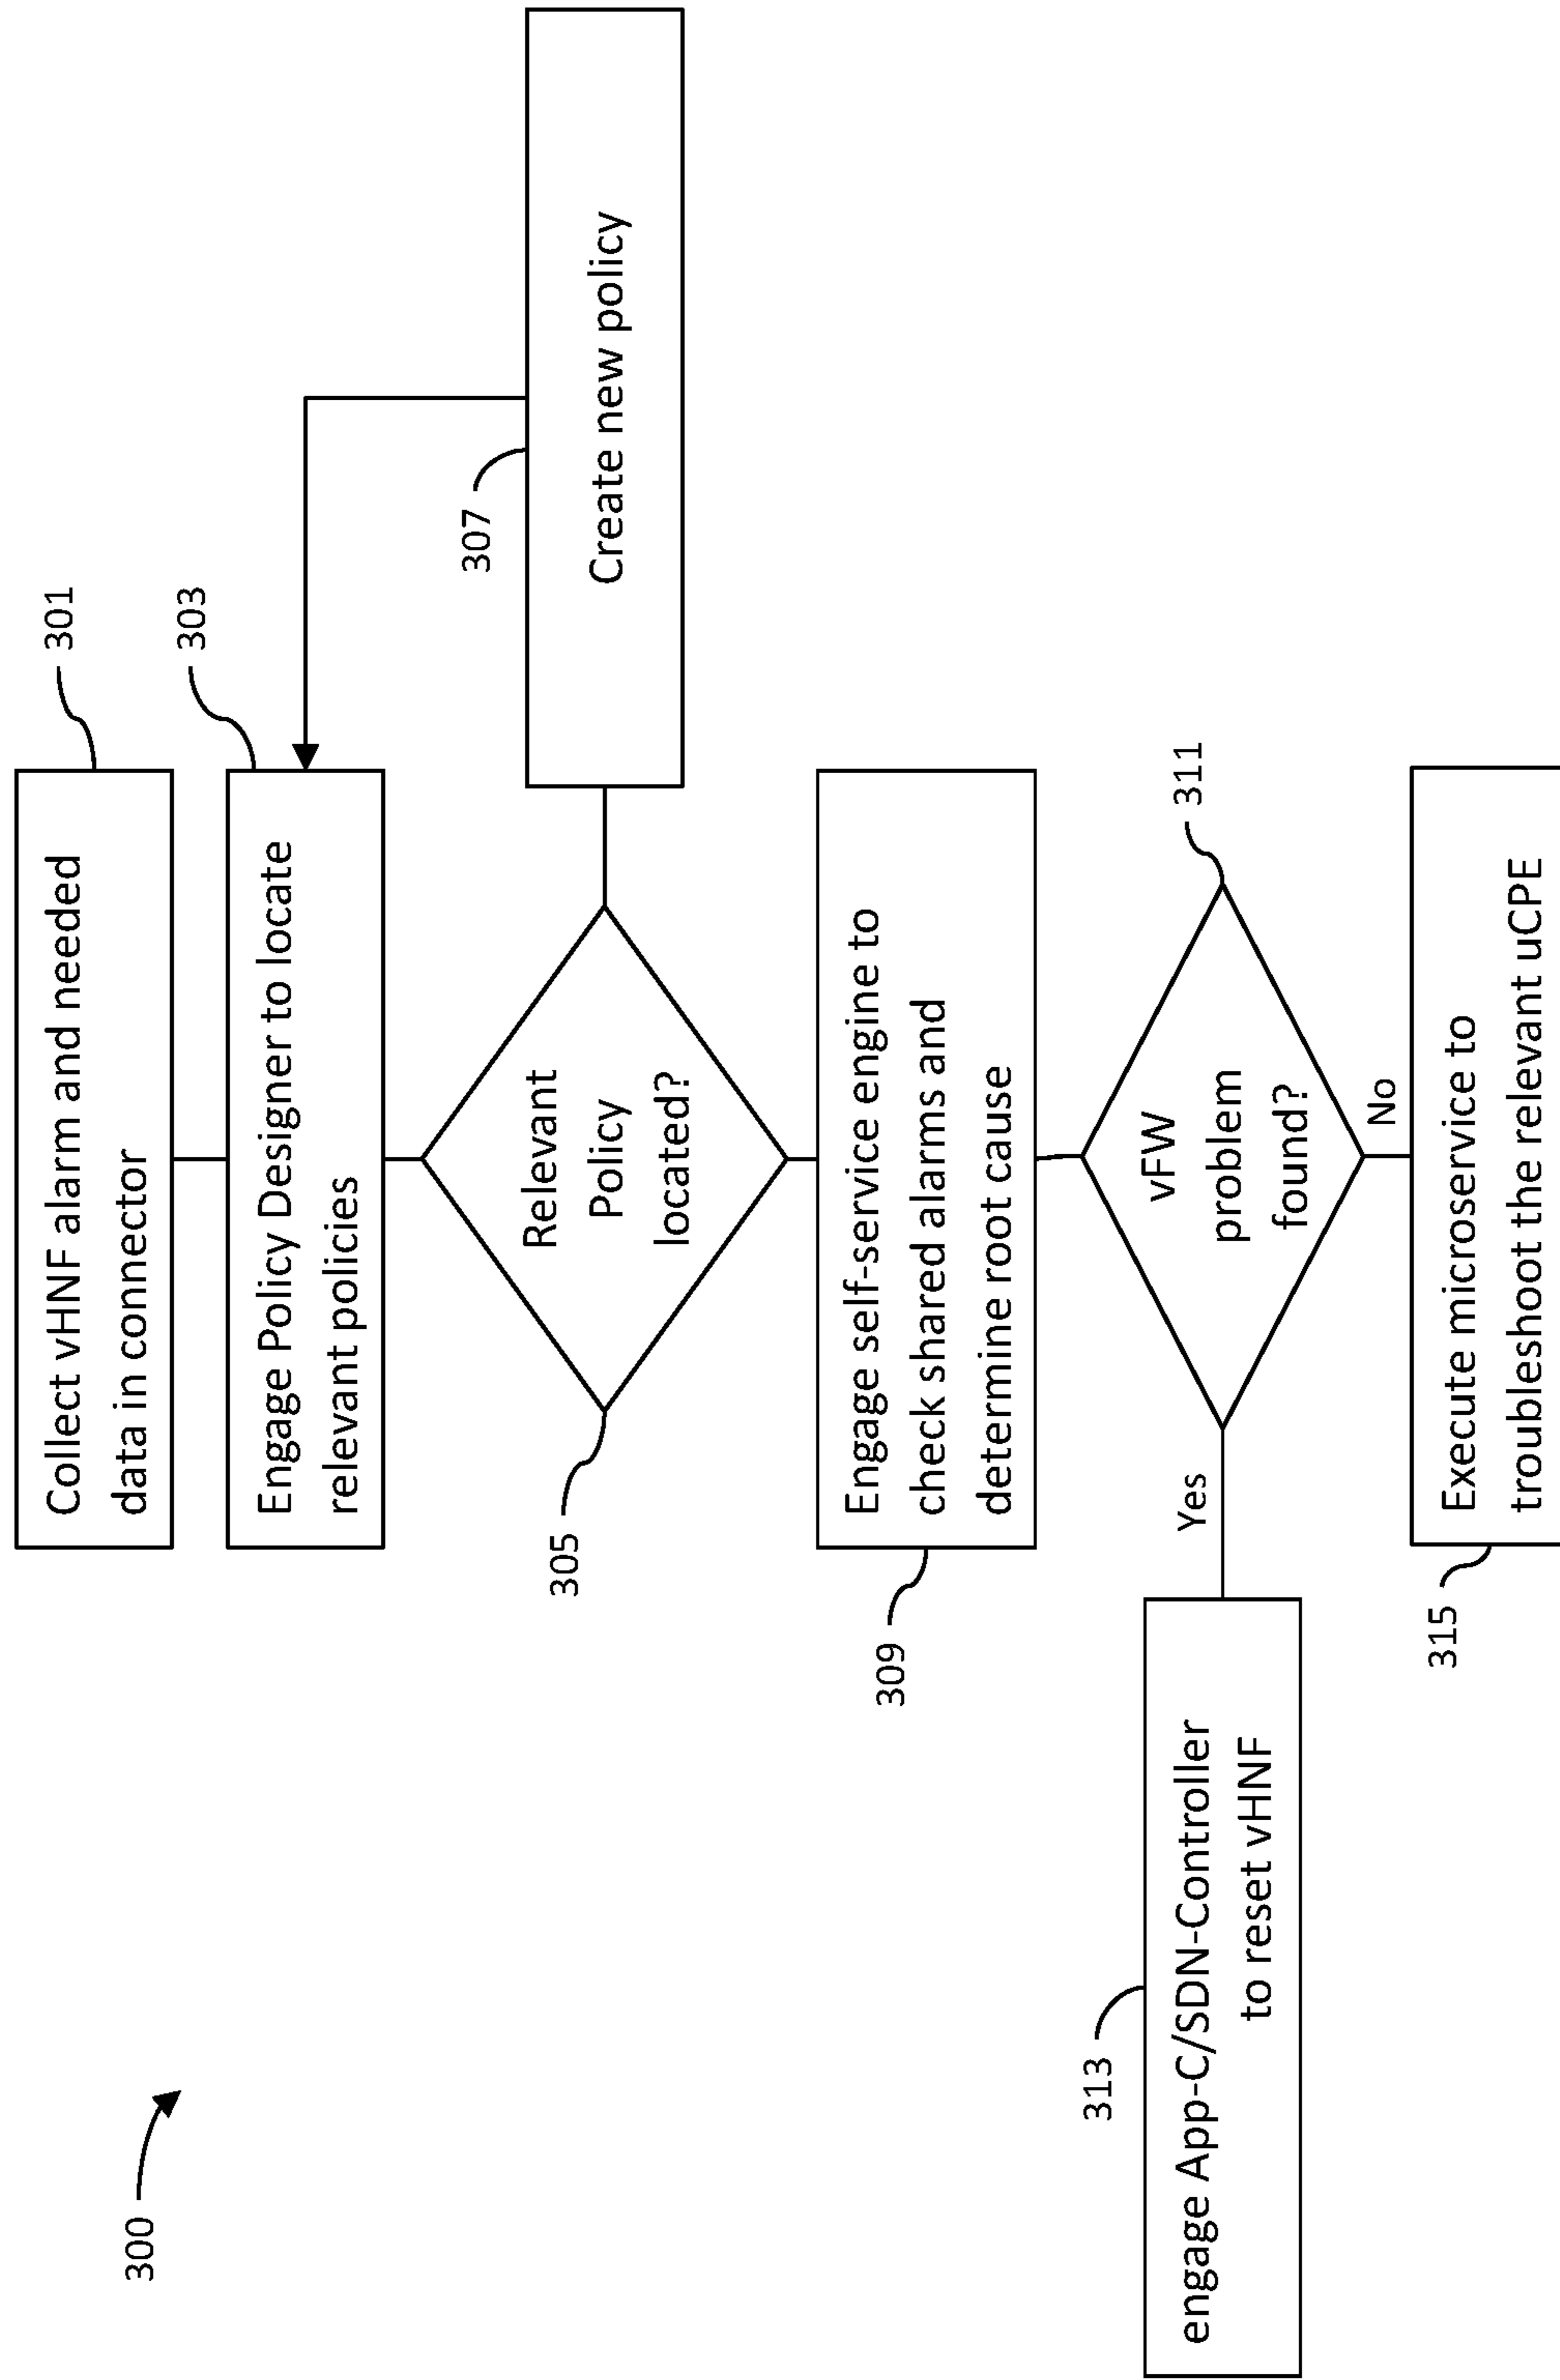 300
301
Collect vHNF alarm and needed
data in connector
303
Engage Policy Designer to locate
relevant policies
305
Relevant
Policy
located?
307
Create new policy
309
Engage self-service engine to
check shared alarms and
determine root cause
311
vFW
problem
found?
Yes
No
313
engage App-C/SDN-Controller
to reset vHNF
315
Execute microservice to
troubleshoot the relevant uCPE